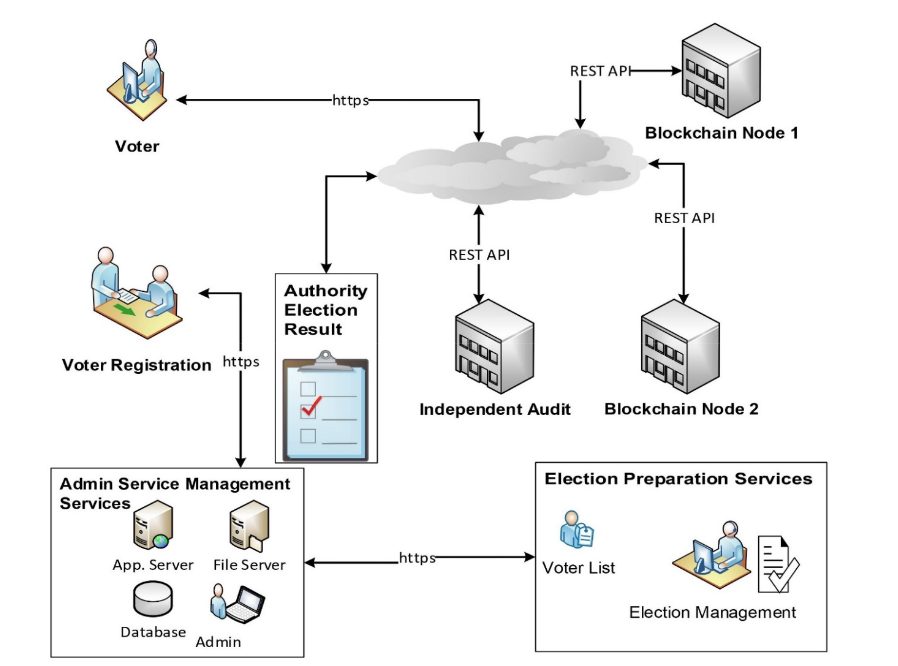 REST API
https
Blockchain Node 1
Voter
REST API
REST API
Authority
Election
Result
Voter Registration
https
Independent Audit
Blockchain Node 2
Admin Service Management
Services
App. Server
File Server
Database
Admin
https
Election Preparation Services
Voter List
Election Management